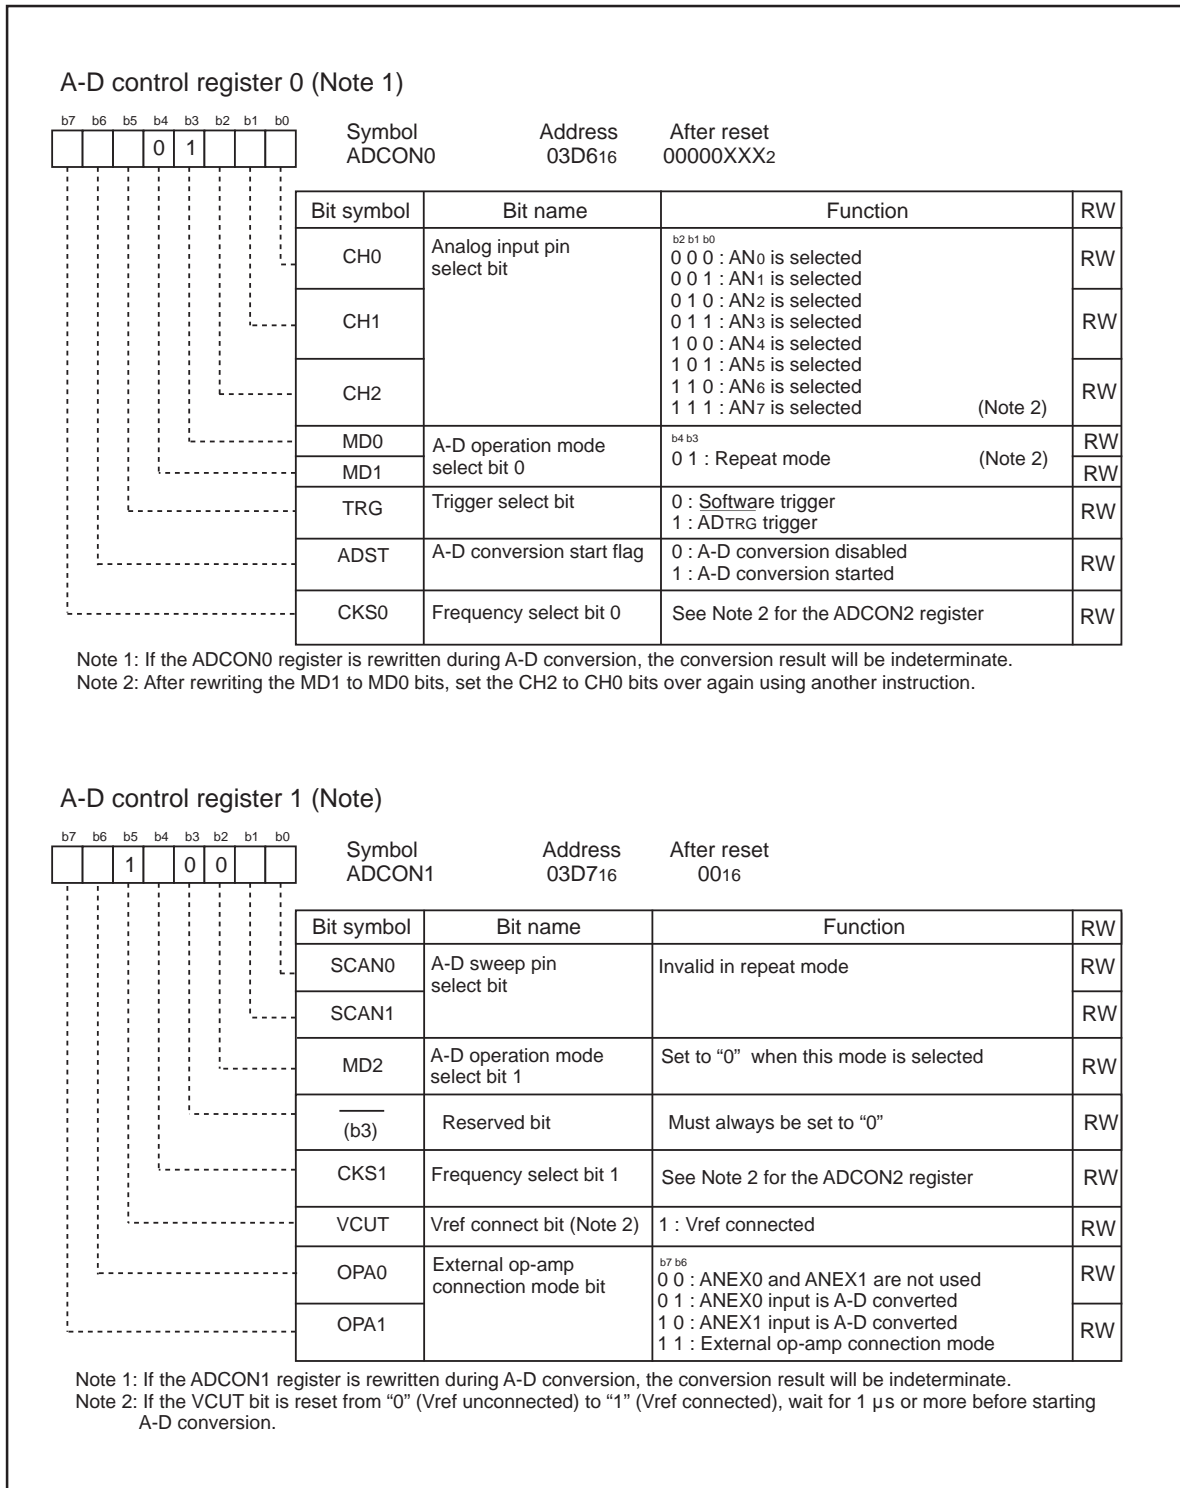 A-D control register 0 (Note 1)
b7 b6 b5 b4 b3 b2 b1 b0
0 1
Symbol Address After reset
ADCON0 03D616 00000XXX2
Bit symbol Bit name Function RW
CH0 Analog input pin select bit b2 b1 b0 RW
0 0 0 : AN0 is selected
0 0 1 : AN1 is selected
0 1 0 : AN2 is selected
CH1 0 1 1 : AN3 is selected RW
1 0 0 : AN4 is selected
1 0 1 : AN5 is selected
CH2 1 1 0 : AN6 is selected RW
1 1 1 : AN7 is selected (Note 2)
MD0 A-D operation mode select bit 0 b4 b3 RW
MD1 0 1 : Repeat mode (Note 2) RW
TRG Trigger select bit 0 : Software trigger RW
1 : ADTRG trigger
ADST A-D conversion start flag 0 : A-D conversion disabled RW
1 : A-D conversion started
CKS0 Frequency select bit 0 See Note 2 for the ADCON2 register RW
Note 1: If the ADCON0 register is rewritten during A-D conversion, the conversion result will be indeterminate.
Note 2: After rewriting the MD1 to MD0 bits, set the CH2 to CH0 bits over again using another instruction.
A-D control register 1 (Note)
b7 b6 b5 b4 b3 b2 b1 b0
1 0 0
Symbol Address After reset
ADCON1 03D716 0016
Bit symbol Bit name Function RW
SCAN0 A-D sweep pin select bit Invalid in repeat mode RW
SCAN1 RW
MD2 A-D operation mode select bit 1 Set to “0” when this mode is selected RW
(b3) Reserved bit Must always be set to “0” RW
CKS1 Frequency select bit 1 See Note 2 for the ADCON2 register RW
VCUT Vref connect bit (Note 2) 1 : Vref connected RW
OPA0 External op-amp connection mode bit b7 b6 RW
0 0 : ANEX0 and ANEX1 are not used
0 1 : ANEX0 input is A-D converted
OPA1 1 0 : ANEX1 input is A-D converted RW
1 1 : External op-amp connection mode
Note 1: If the ADCON1 register is rewritten during A-D conversion, the conversion result will be indeterminate.
Note 2: If the VCUT bit is reset from “0” (Vref unconnected) to “1” (Vref connected), wait for 1 µs or more before starting
A-D conversion.